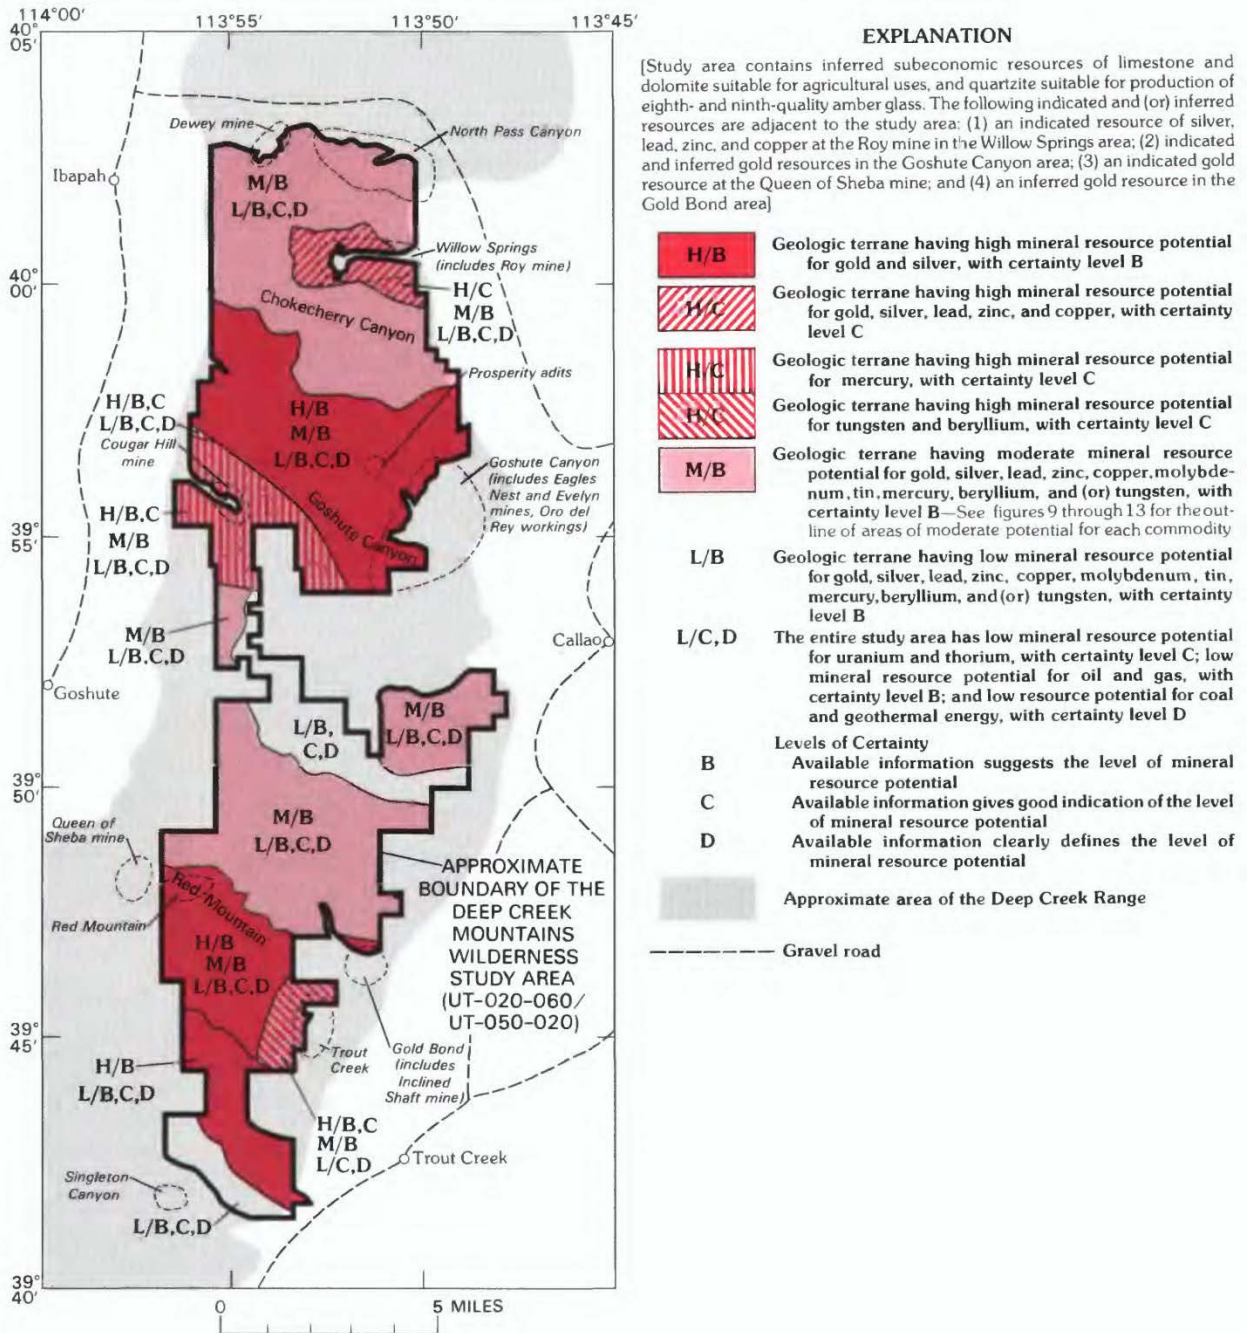 114°00′
113°55′
113°50′
113°45′
40°
05′
Dewey mine
North Pass Canyon
Ibapah
M/B
L/B,C,D
Willow Springs
(includes Roy mine)
40°
00′
H/C
M/B
L/B,C,D
Chokecherry Canyon
Prosperity adits
H/B,C
L/B,C,D
Cougar Hill
mine
H/B
M/B
L/B,C,D
Goshute Canyon
(includes Eagles
Nest and Evelyn
mines, Oro del
Rey workings)
Goshute Canyon
H/B,C
M/B
L/B,C,D
39°
55′
M/B
L/B,C,D
Callao
Goshute
M/B
L/B,C,D
L/B,
C,D
39°
50′
Queen of
Sheba mine
M/B
L/B,C,D
APPROXIMATE
BOUNDARY OF THE
DEEP CREEK
MOUNTAINS
WILDERNESS
STUDY AREA
(UT-020-060/
UT-050-020)
Red Mountain
Red Mountain
H/B
M/B
L/B,C,D
39°
45′
H/B
L/B,C,D
Trout
Creek
Gold Bond
(includes
Inclined
Shaft mine)
H/B,C
M/B
L/C,D
Trout Creek
Singleton
Canyon
L/B,C,D
39°
40′
0 5 MILES
EXPLANATION
[Study area contains inferred subeconomic resources of limestone and
dolomite suitable for agricultural uses, and quartzite suitable for production of
eighth- and ninth-quality amber glass. The following indicated and (or) inferred
resources are adjacent to the study area: (1) an indicated resource of silver,
lead, zinc, and copper at the Roy mine in the Willow Springs area; (2) indicated
and inferred gold resources in the Goshute Canyon area; (3) an indicated gold
resource at the Queen of Sheba mine; and (4) an inferred gold resource in the
Gold Bond area]
H/B Geologic terrane having high mineral resource potential
for gold and silver, with certainty level B
H/C Geologic terrane having high mineral resource potential
for gold, silver, lead, zinc, and copper, with certainty
level C
H/C Geologic terrane having high mineral resource potential
for mercury, with certainty level C
H/C Geologic terrane having high mineral resource potential
for tungsten and beryllium, with certainty level C
M/B Geologic terrane having moderate mineral resource
potential for gold, silver, lead, zinc, copper, molybde-
num, tin, mercury, beryllium, and (or) tungsten, with
certainty level B—See figures 9 through 13 for the out-
line of areas of moderate potential for each commodity
L/B Geologic terrane having low mineral resource potential
for gold, silver, lead, zinc, copper, molybdenum, tin,
mercury, beryllium, and (or) tungsten, with certainty
level B
L/C,D The entire study area has low mineral resource potential
for uranium and thorium, with certainty level C; low
mineral resource potential for oil and gas, with
certainty level B; and low resource potential for coal
and geothermal energy, with certainty level D
Levels of Certainty
B Available information suggests the level of mineral
resource potential
C Available information gives good indication of the level
of mineral resource potential
D Available information clearly defines the level of
mineral resource potential
Approximate area of the Deep Creek Range
Gravel road